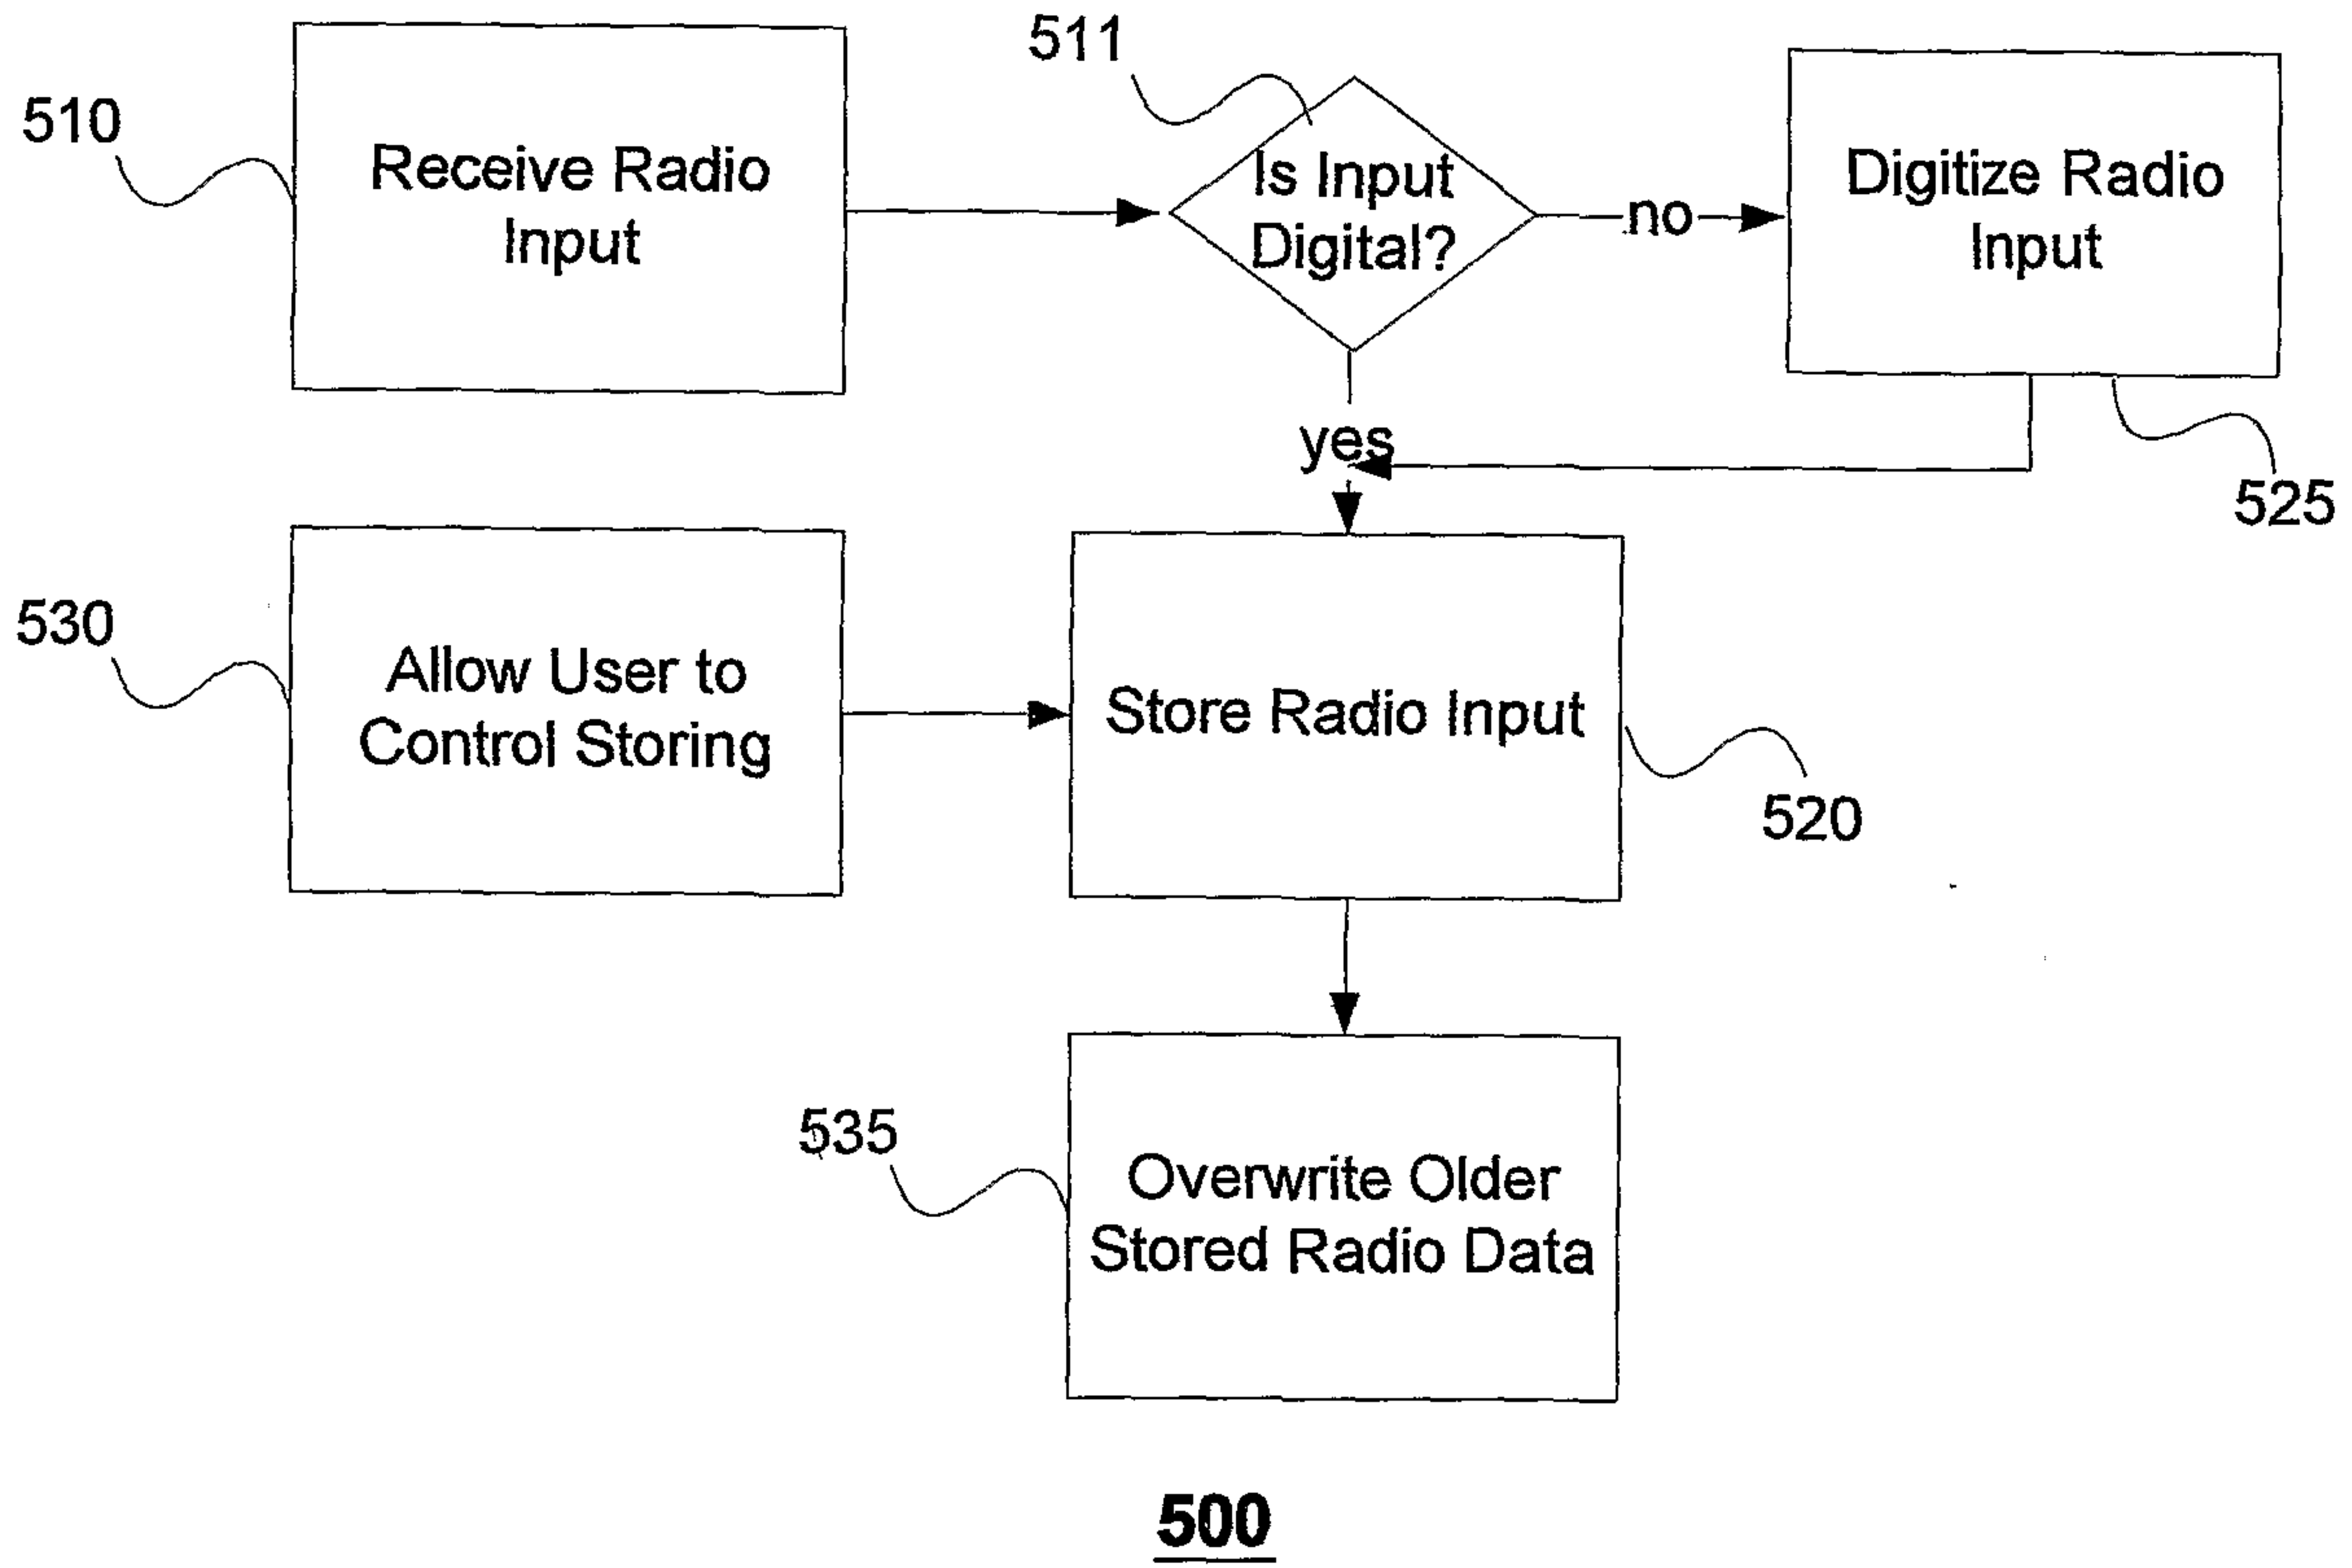 511
510
Receive Radio
Input
Is Input
Digital?
no
Digitize Radio
Input
yes
525
530
Allow User to
Control Storing
Store Radio Input
520
535
Overwrite Older
Stored Radio Data
500